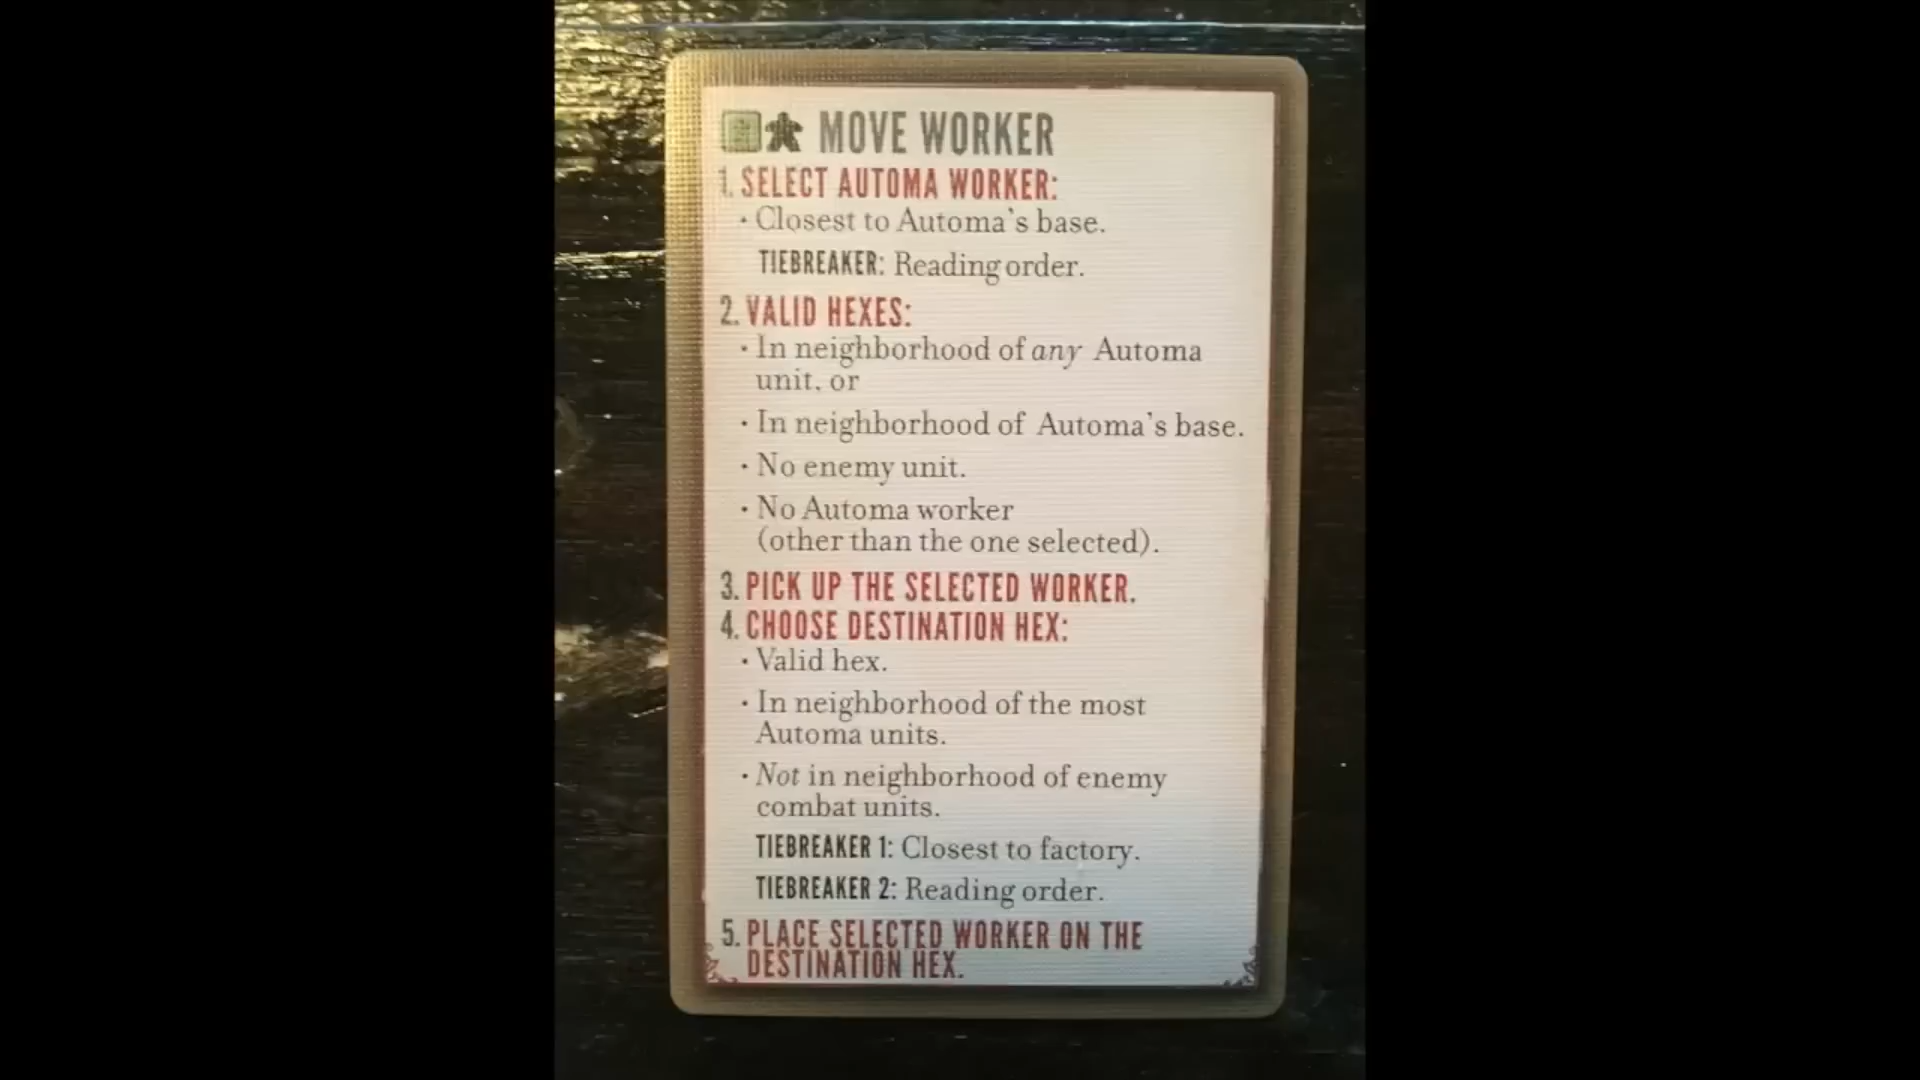 MOVE WORKER
1. SELECT AUTOMA WORKER:
• Closest to Automa's base.
TIEBREAKER: Reading order.
2. VALID HEXES:
• In neighborhood of any Automa
unit, or
• In neighborhood of Automa's base.
• No enemy unit.
• No Automa worker
(other than the one selected).
3. PICK UP THE SELECTED WORKER.
4. CHOOSE DESTINATION HEX:
• Valid hex.
• In neighborhood of the most
Automa units.
• Not in neighborhood of enemy
combat units.
TIEBREAKER 1: Closest to factory.
TIEBREAKER 2: Reading order.
5. PLACE SELECTED WORKER ON THE
DESTINATION HEX.